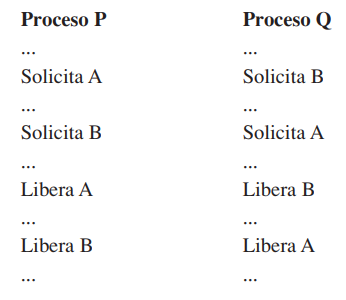 Proceso P Proceso Q
... ...
Solicita A Solicita B
... ...
Solicita B Solicita A
... ...
Libera A Libera B
... ...
Libera B Libera A
... ...